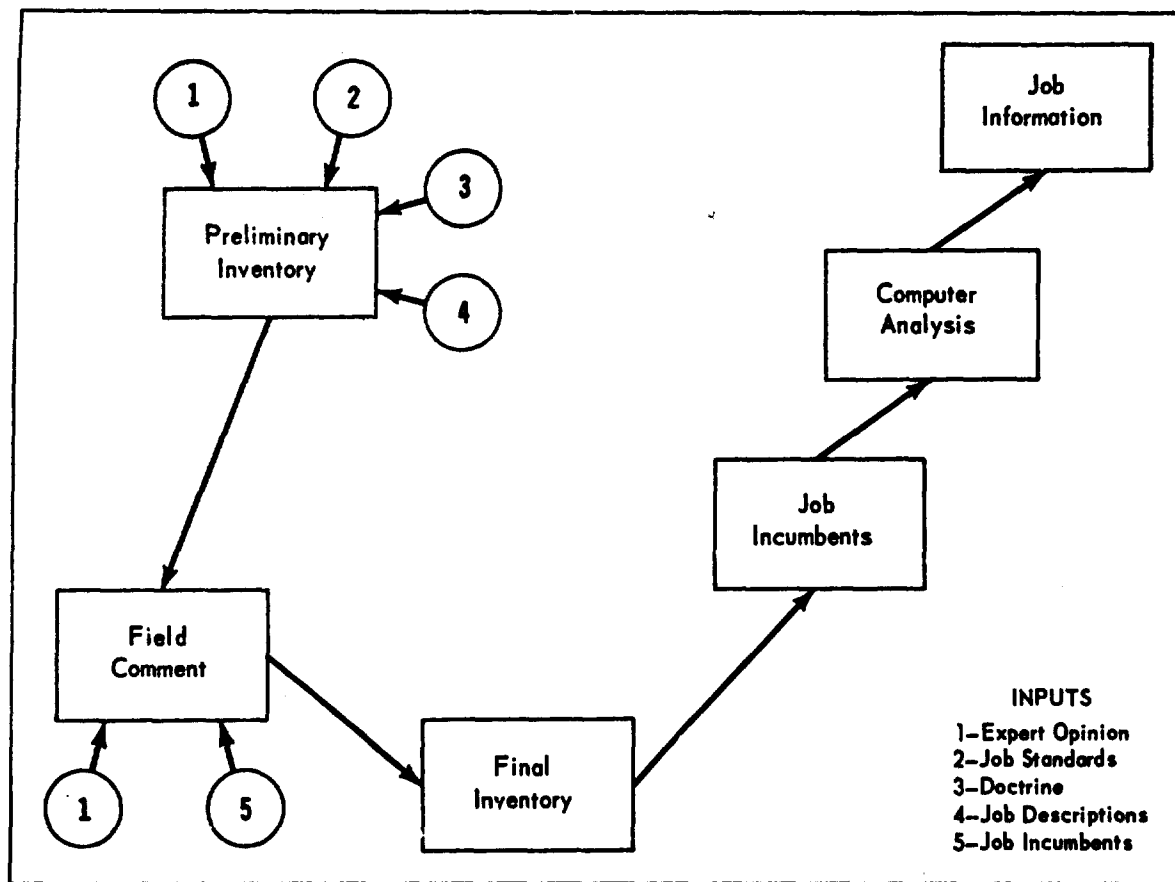 1
2
3
Preliminary
Inventory
4
Field
Comment
1
5
Final
Inventory
Job
Incumbents
Computer
Analysis
Job
Information
INPUTS
1–Expert Opinion
2–Job Standards
3–Doctrine
4–Job Descriptions
5–Job Incumbents